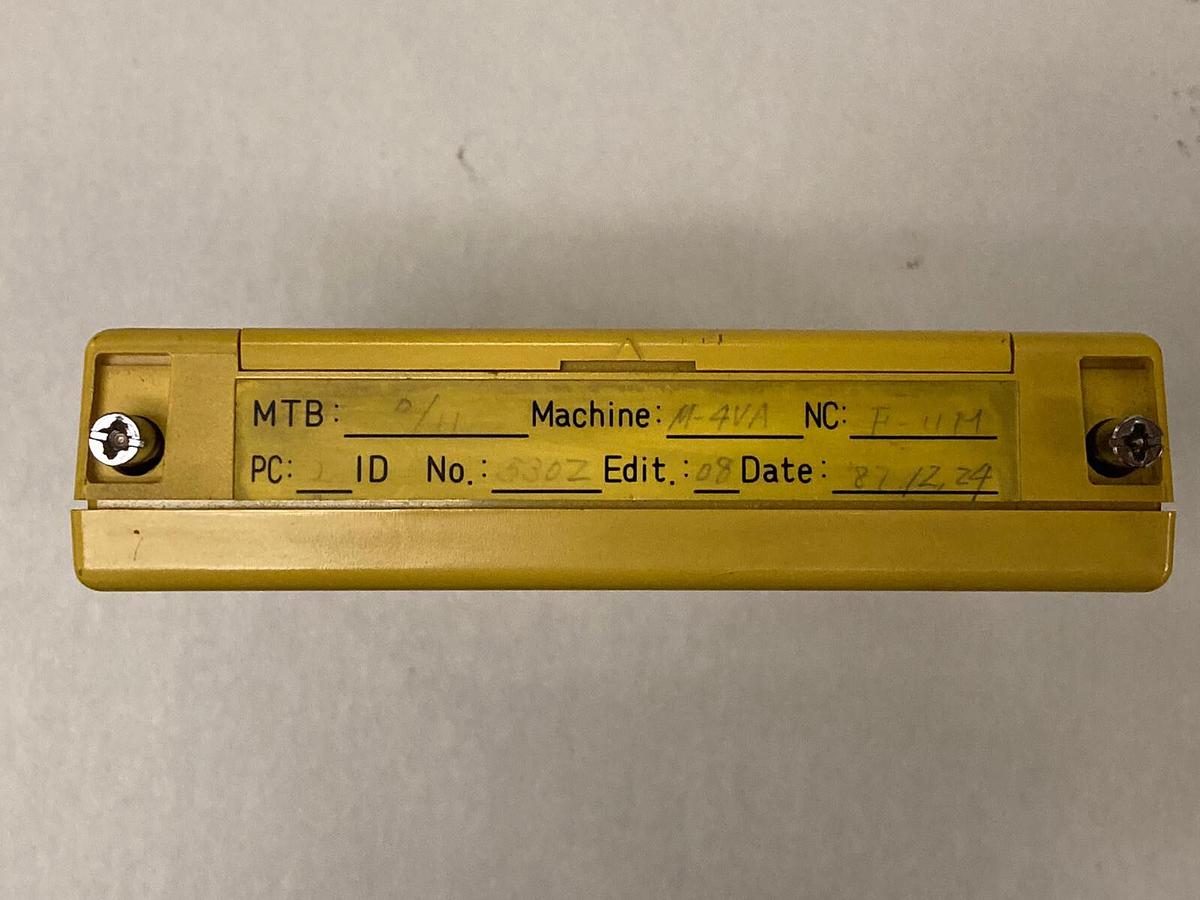 MTB: Machine: M-4VA NC: F-11M
PC: ID No.: 5302 Edit.: 08 Date: '87.12.24